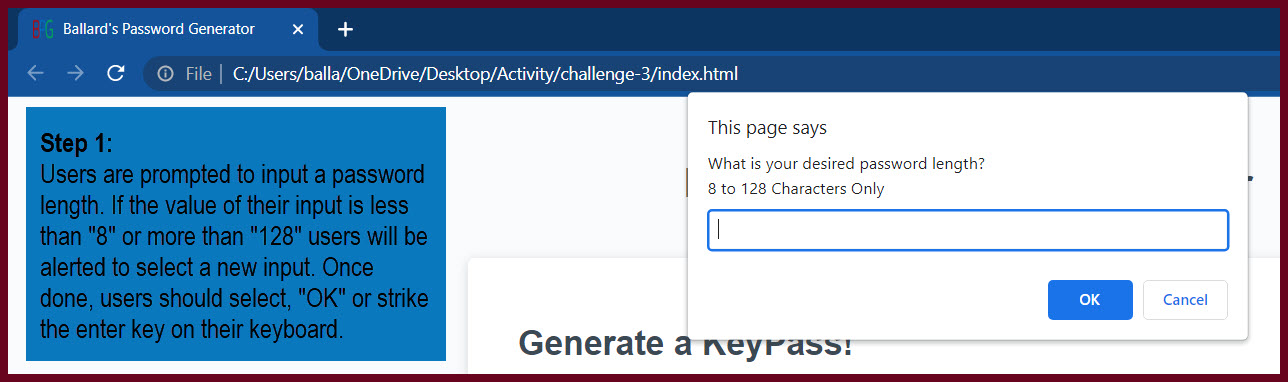 BPG Ballard's Password Generator
File | C:/Users/balla/OneDrive/Desktop/Activity/challenge-3/index.html
Step 1:
Users are prompted to input a password
length. If the value of their input is less
than "8" or more than "128" users will be
alerted to select a new input. Once
done, users should select, "OK" or strike
the enter key on their keyboard.
This page says
What is your desired password length?
8 to 128 Characters Only
OK Cancel
Generate a KeyPass!